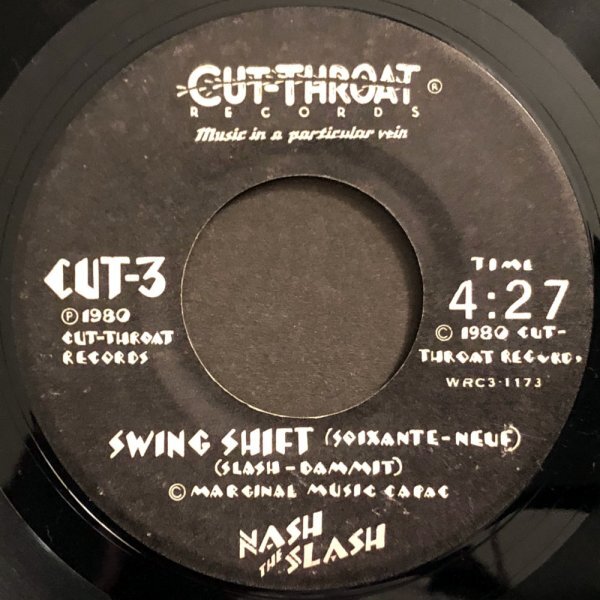 CUT-THROAT ®
RECORDS
Music in a particular vein
CUT-3
℗ 1980
CUT-THROAT
RECORDS
TIME
4:27
© 1980 CUT-
THROAT RECORDS
WRC3-1173
SWING SHIFT (SOIXANTE-NEUF)
(SLASH-DAMMIT)
© MARGINAL MUSIC CAPAC
NASH
THE SLASH